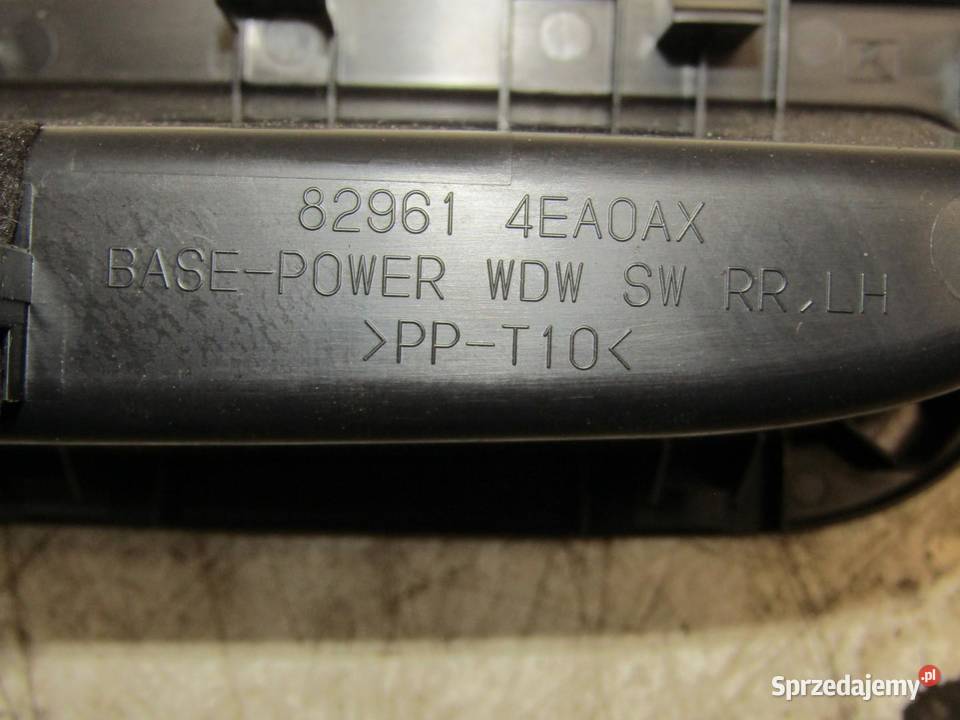 82961 4EA0AX
BASE-POWER WDW SW RR,LH
>PP-T10<
Sprzedajemy.pl